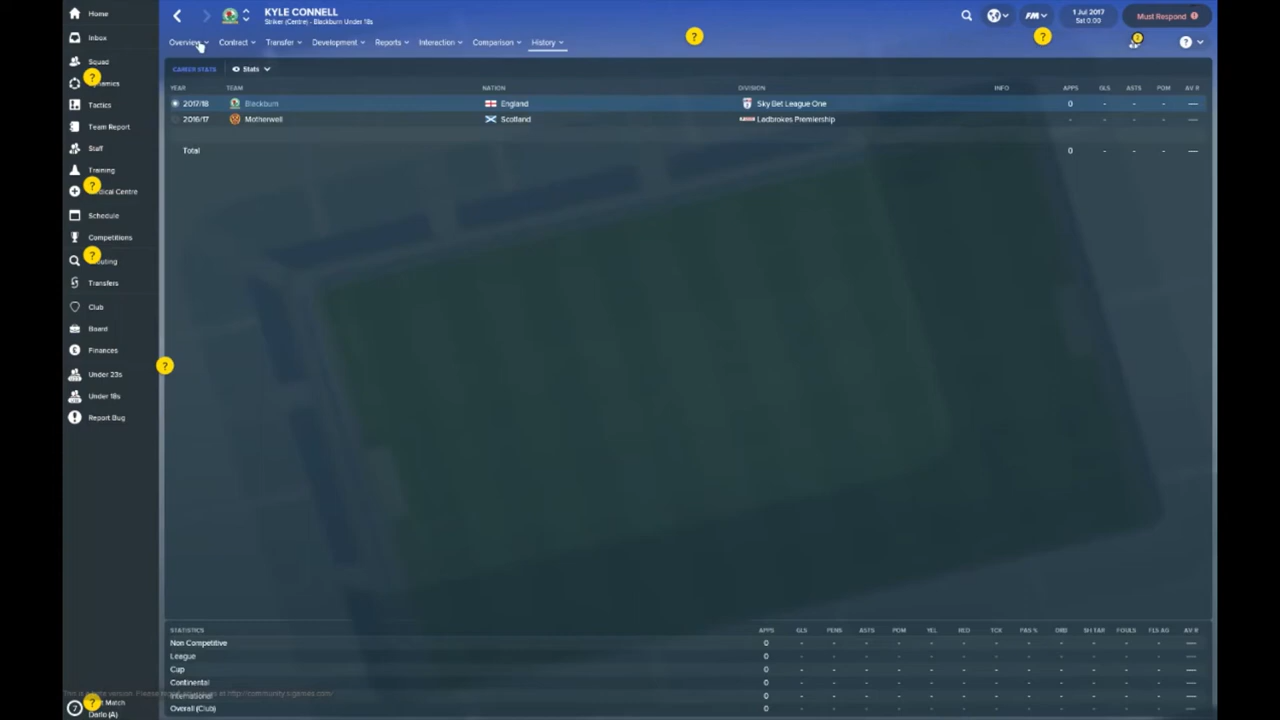 Home
KYLE CONNELL
Striker (Centre) - Blackburn Under 18s
1 Jul 2017
Sat 0:00
Must Respond
FM
Inbox
Overview
Contract
Transfer
Development
Reports
Interaction
Comparison
History
Squad
CAREER STATS
Stats
YEAR TEAM NATION DIVISION INFO APPS GLS ASTS POM AV R
2017/18 Blackburn England Sky Bet League One 0 - - - —
2016/17 Motherwell Scotland Ladbrokes Premiership - - - - —
Total 0 - - - —
Tactics
Team Report
Staff
Training
Schedule
Competitions
Transfers
Club
Board
Finances
Under 23s
Under 18s
Report Bug
STATISTICS APPS GLS PENS ASTS POM YEL RED TCK PAS % DRB SH TAR FOULS FLS AG AV R
Non Competitive 0 - - - - - - - - - - - - —
League 0 - - - - - - - - - - - - —
Cup 0 - - - - - - - - - - - - —
Continental 0 - - - - - - - - - - - - —
International 0 - - - - - - - - - - - - —
Overall (Club) 0 - - - - - - - - - - - - —
Match